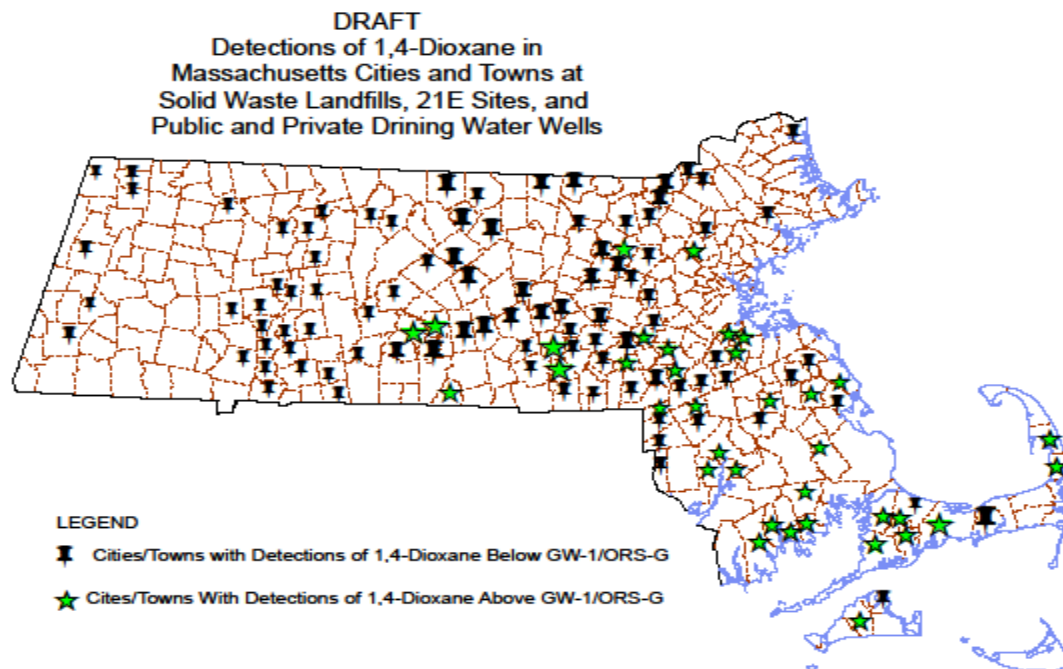 DRAFT
Detections of 1,4-Dioxane in
Massachusetts Cities and Towns at
Solid Waste Landfills, 21E Sites, and
Public and Private Drining Water Wells
LEGEND
Cities/Towns with Detections of 1,4-Dioxane Below GW-1/ORS-G
Cites/Towns With Detections of 1,4-Dioxane Above GW-1/ORS-G